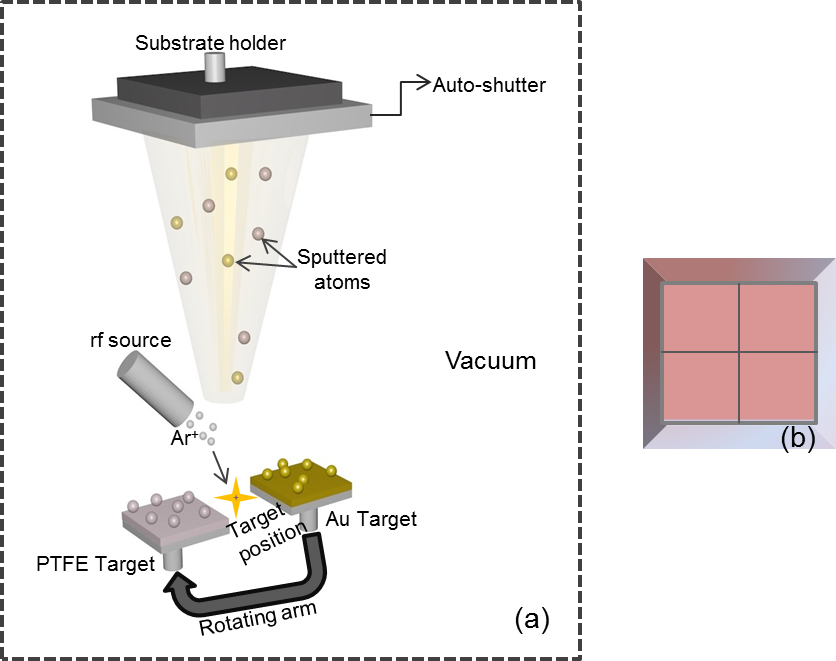 Substrate holder
Auto-shutter
Sputtered
atoms
rf source
Vacuum
Ar+
Target
position
Au Target
PTFE Target
Rotating arm
(a)
(b)